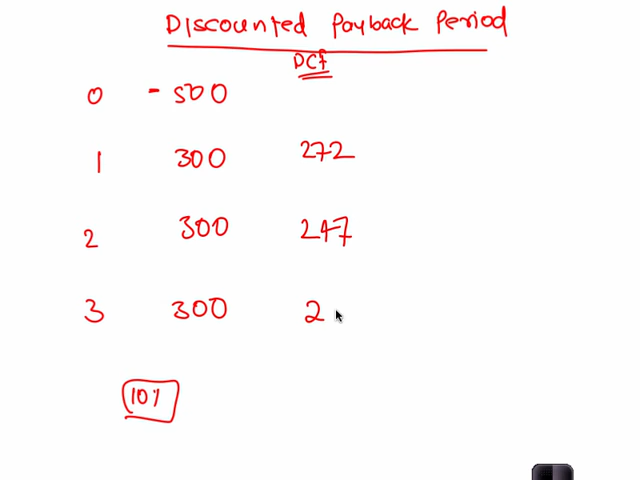 Discounted Payback Period
DCf
0 - 500
1 300 272
2 300 247
3 300 2
10%